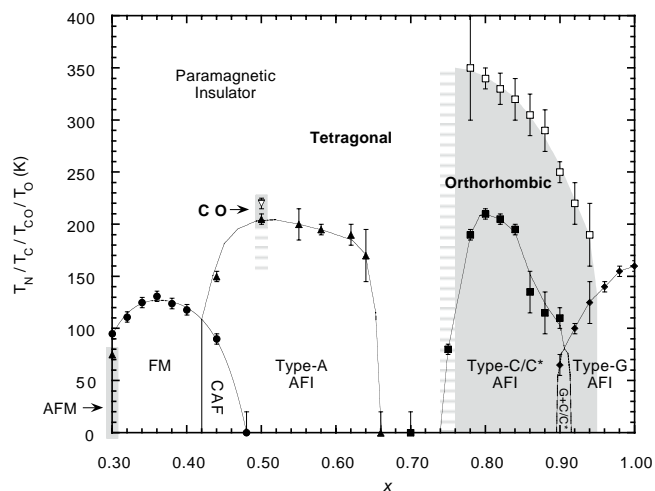 T_N / T_C / T_CO / T_O (K)
400
350
300
250
200
150
100
50
0
Paramagnetic
Insulator
Tetragonal
Orthorhombic
CO
FM
CAF
Type-A
AFI
Type-C/C*
AFI
Type-G
AFI
G+C/C*
AFM
0.30
0.40
0.50
0.60
0.70
0.80
0.90
1.00
x